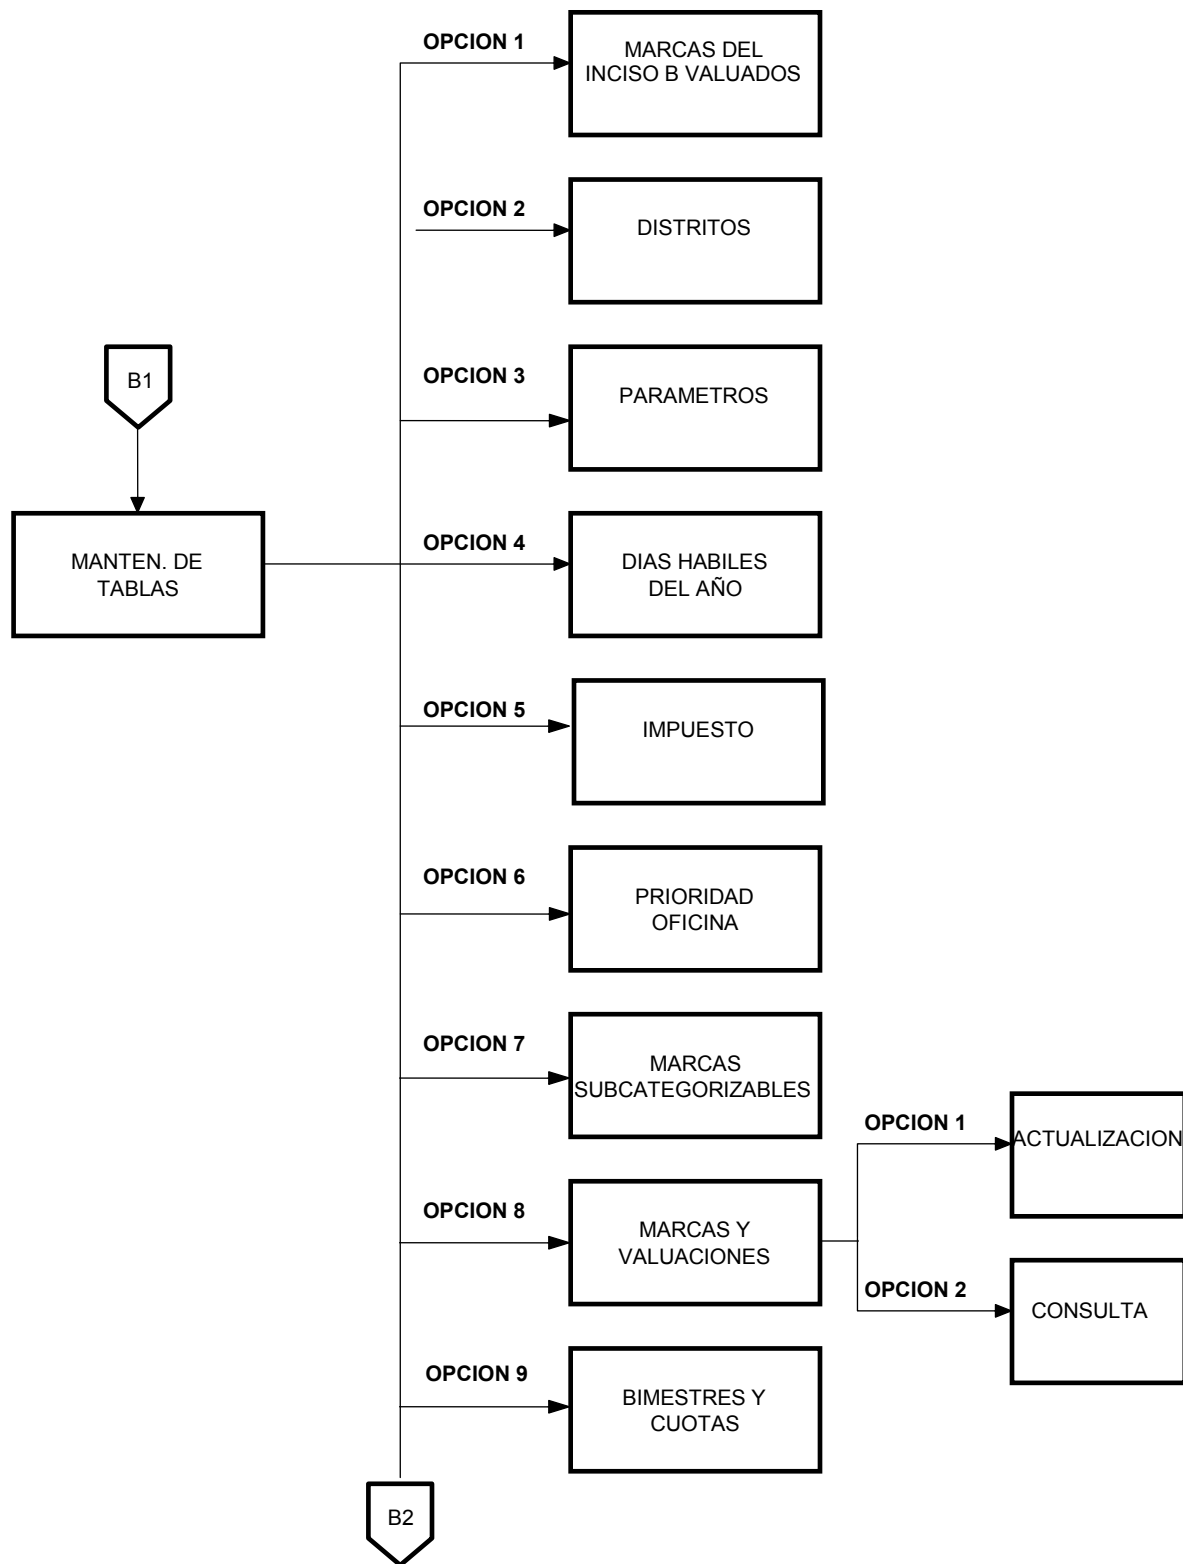 OPCION 1
MARCAS DEL
INCISO B VALUADOS
OPCION 2
DISTRITOS
B1
OPCION 3
PARAMETROS
MANTEN. DE
TABLAS
OPCION 4
DIAS HABILES
DEL AÑO
OPCION 5
IMPUESTO
OPCION 6
PRIORIDAD
OFICINA
OPCION 7
MARCAS
SUBCATEGORIZABLES
OPCION 1
ACTUALIZACION
OPCION 8
MARCAS Y
VALUACIONES
OPCION 2
CONSULTA
OPCION 9
BIMESTRES Y
CUOTAS
B2